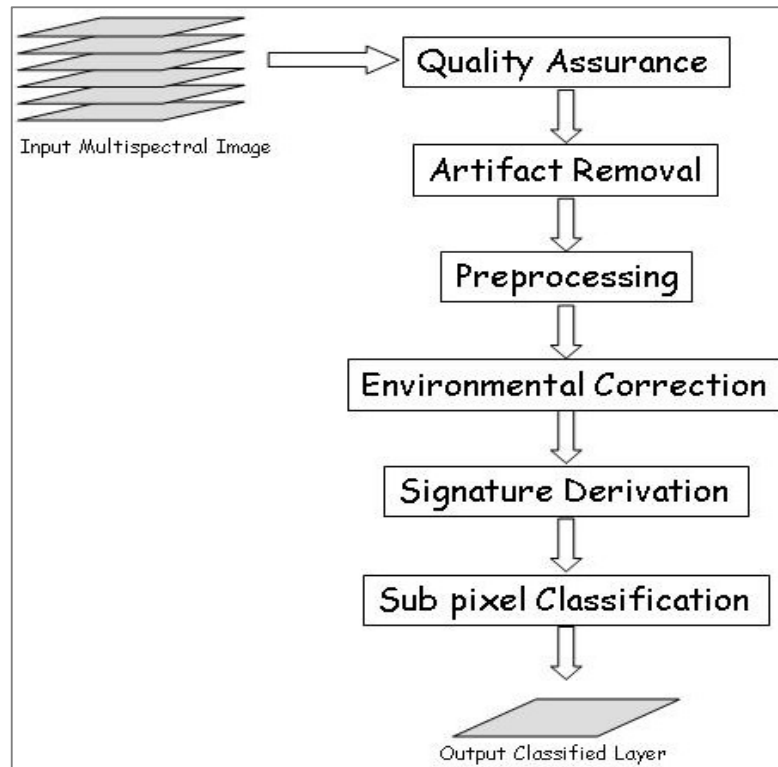 Quality Assurance
Input Multispectral Image
Artifact Removal
Preprocessing
Environmental Correction
Signature Derivation
Sub pixel Classification
Output Classified Layer